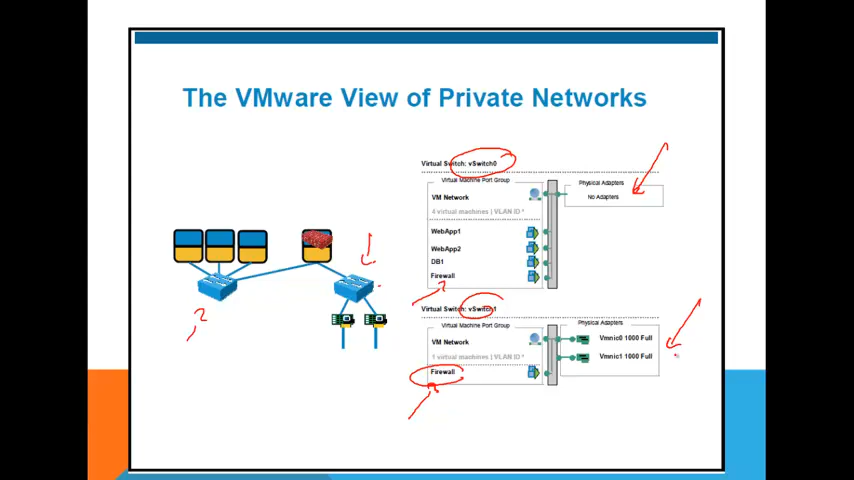 The VMware View of Private Networks
Virtual Switch: vSwitch0
Virtual Machine Port Group
Physical Adapters
VM Network
No Adapters
4 virtual machines | VLAN ID *
WebApp1
WebApp2
DB1
Firewall
Virtual Switch: vSwitch1
Virtual Machine Port Group
Physical Adapters
VM Network
Vmnic0 1000 Full
1 virtual machines | VLAN ID *
Vmnic1 1000 Full
Firewall